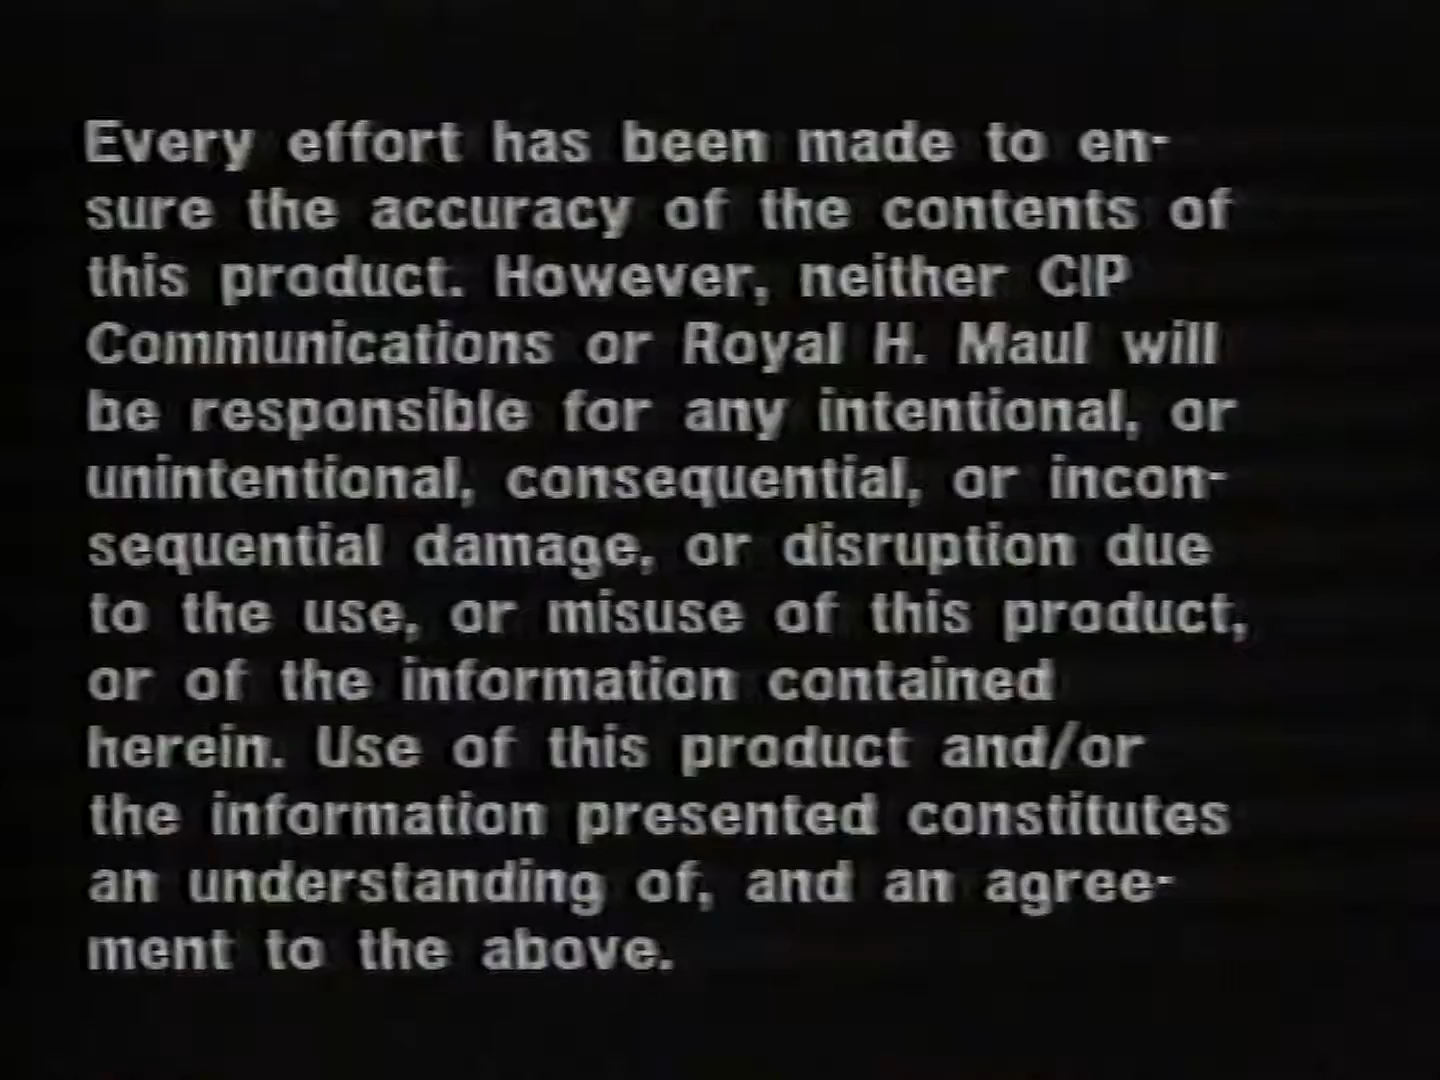 Every effort has been made to en-
sure the accuracy of the contents of
this product. However, neither CIP
Communications or Royal H. Maul will
be responsible for any intentional, or
unintentional, consequential, or incon-
sequential damage, or disruption due
to the use, or misuse of this product,
or of the information contained
herein. Use of this product and/or
the information presented constitutes
an understanding of, and an agree-
ment to the above.